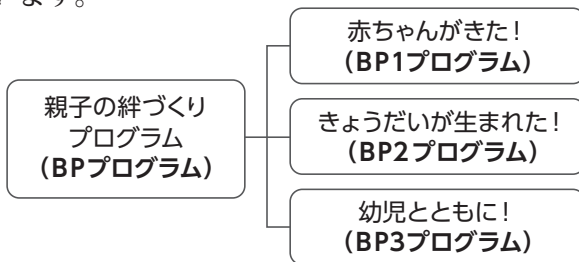 ます。
親子の絆づくり
プログラム
（BPプログラム）
赤ちゃんがきた！
（BP1プログラム）
きょうだいが生まれた！
（BP2プログラム）
幼児とともに！
（BP3プログラム）